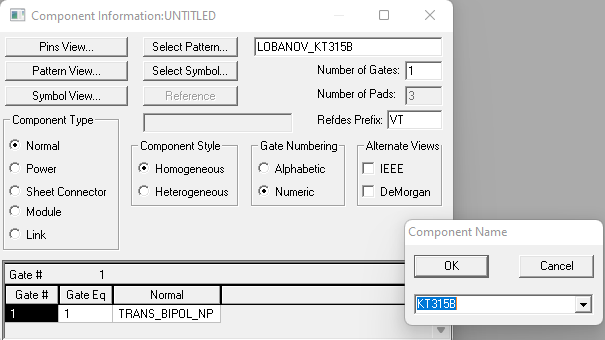 Component Information:UNTITLED
Pins View...
Select Pattern...
LOBANOV_KT315B
Pattern View...
Select Symbol...
Number of Gates: 1
Symbol View...
Reference
Number of Pads: 3
Refdes Prefix: VT
Component Type
Normal
Power
Sheet Connector
Module
Link
Component Style
Homogeneous
Heterogeneous
Gate Numbering
Alphabetic
Numeric
Alternate Views
IEEE
DeMorgan
Gate # 1
Gate # Gate Eq Normal
1 1 TRANS_BIPOL_NP
Component Name
OK Cancel
KT315B